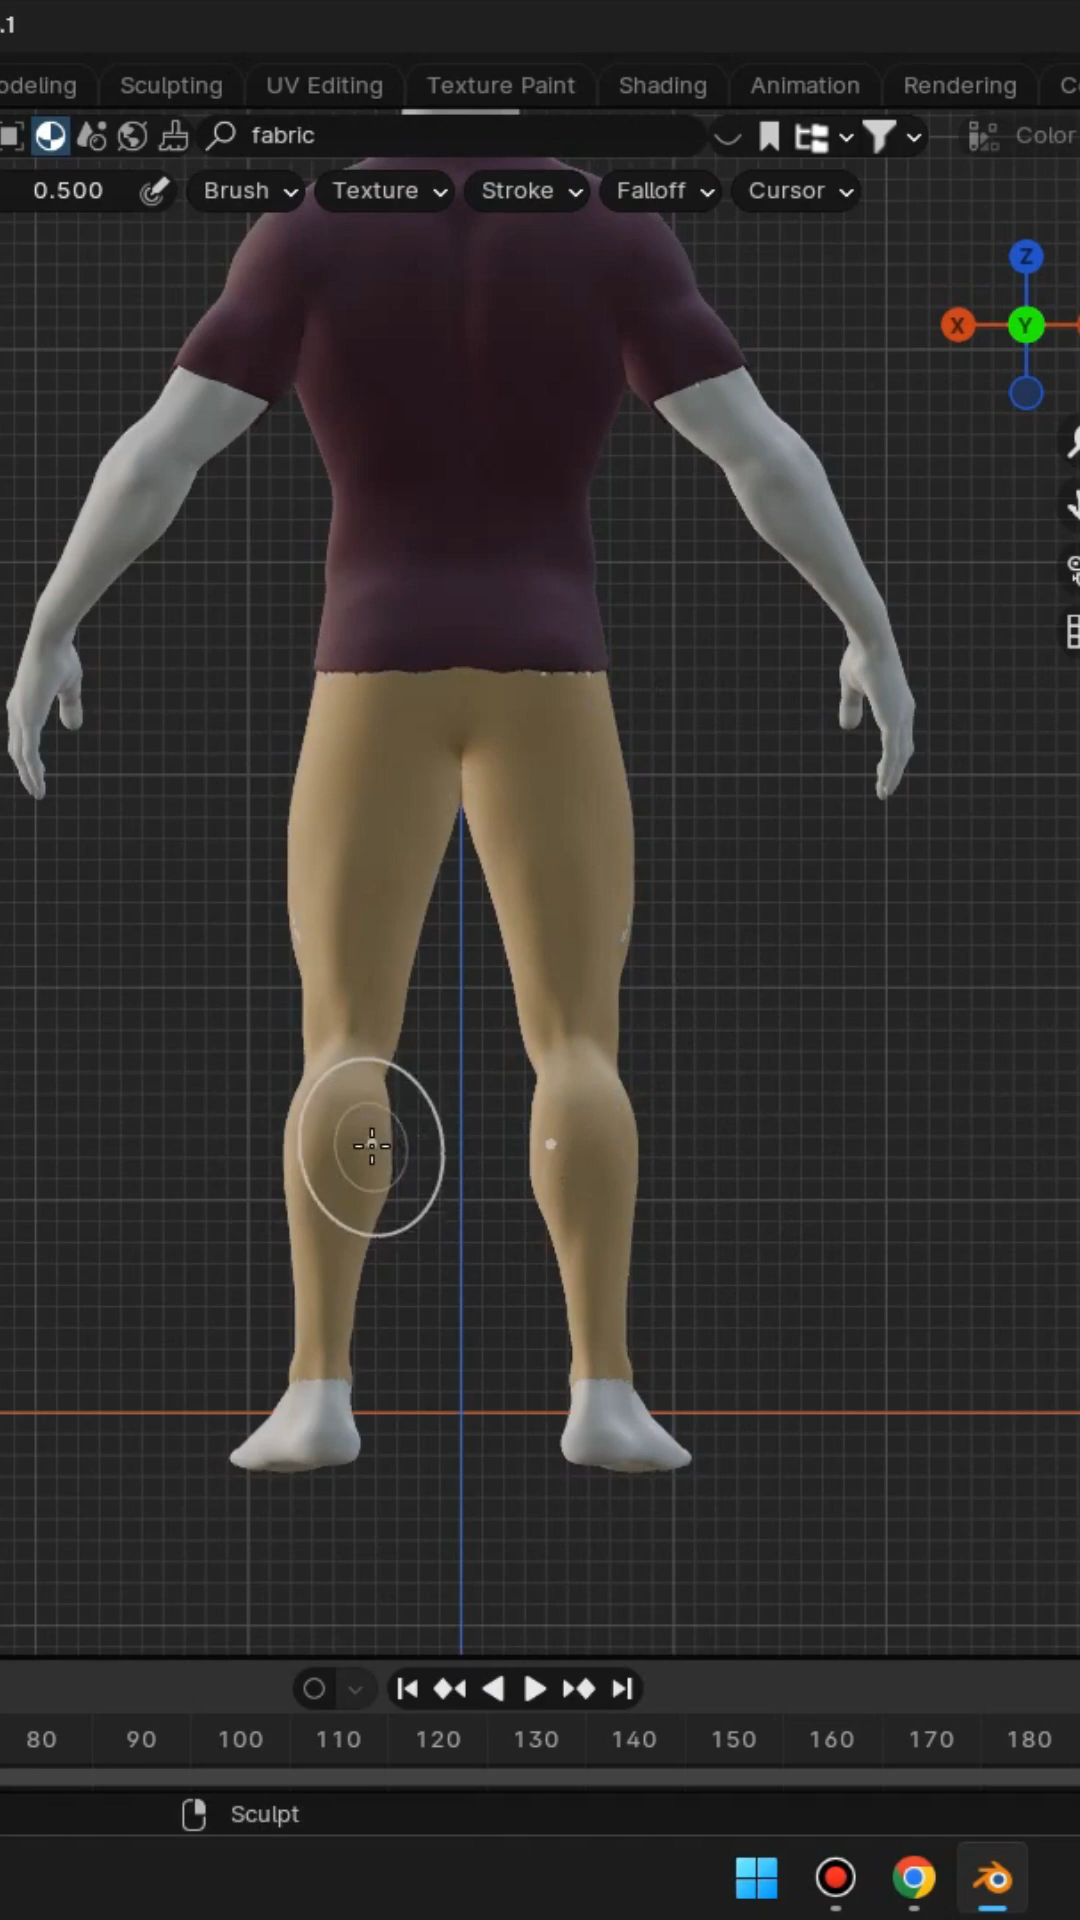 .1
odeling Sculpting UV Editing Texture Paint Shading Animation Rendering C
fabric Color
0.500 Brush Texture Stroke Falloff Cursor
Z
X Y
80 90 100 110 120 130 140 150 160 170 180
Sculpt